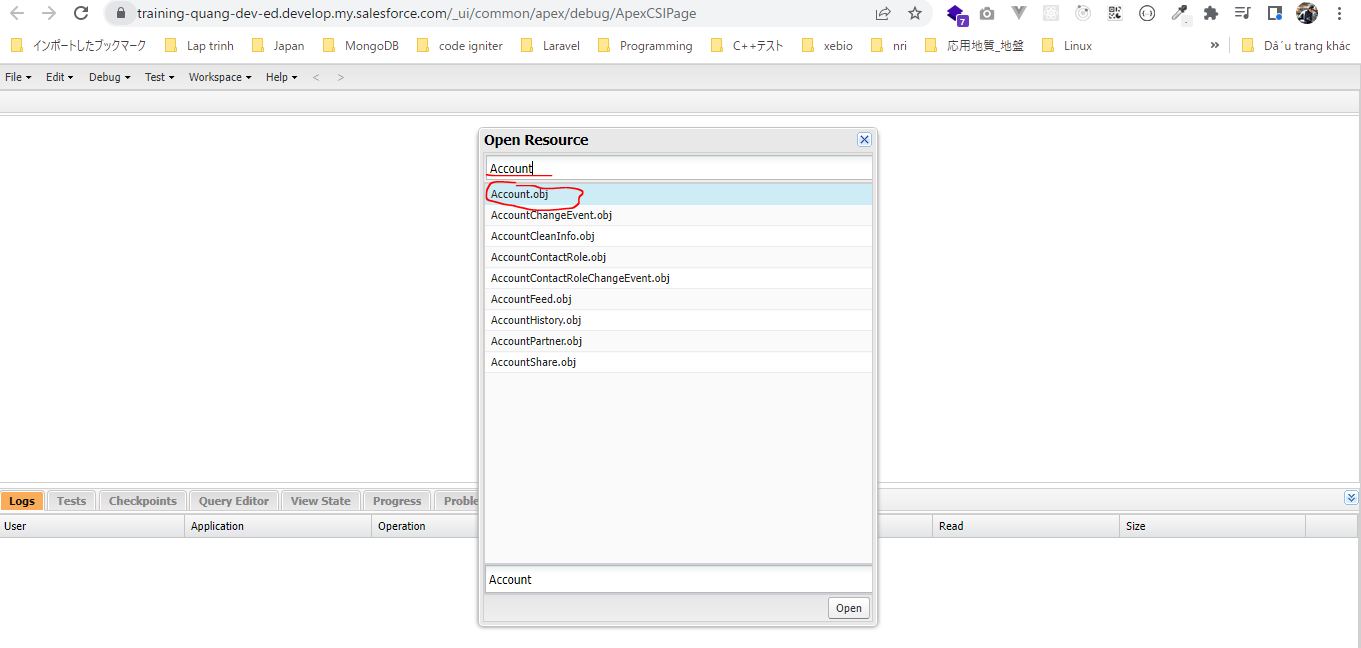 training-quang-dev-ed.develop.my.salesforce.com/_ui/common/apex/debug/ApexCSIPage
7
インポートしたブックマーク Lap trinh Japan MongoDB code igniter Laravel Programming C++テスト xebio nri 応用地質_地盤 Linux » Dấu trang khác
File Edit Debug Test Workspace Help < >
Open Resource
Account
Account.obj
AccountChangeEvent.obj
AccountCleanInfo.obj
AccountContactRole.obj
AccountContactRoleChangeEvent.obj
AccountFeed.obj
AccountHistory.obj
AccountPartner.obj
AccountShare.obj
Logs Tests Checkpoints Query Editor View State Progress Proble
User Application Operation Read Size
Account
Open